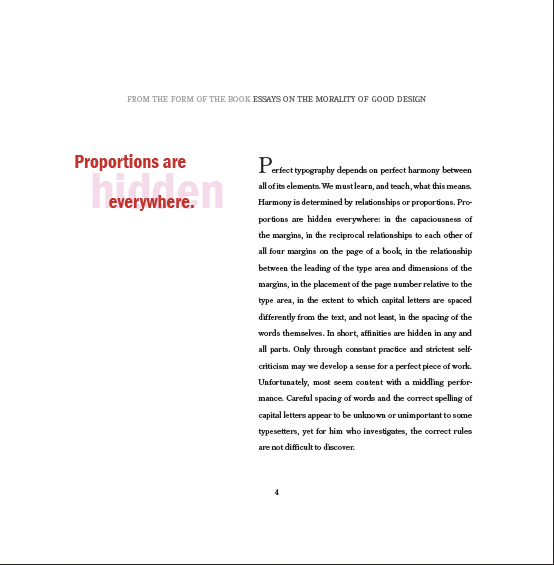 FROM THE FORM OF THE BOOK ESSAYS ON THE MORALITY OF GOOD DESIGN
Proportions are
hidden
everywhere.
Perfect typography depends on perfect harmony between
all of its elements. We must learn, and teach, what this means.
Harmony is determined by relationships or proportions. Pro-
portions are hidden everywhere: in the capaciousness of
the margins, in the reciprocal relationships to each other of
all four margins on the page of a book, in the relationship
between the leading of the type area and dimensions of the
margins, in the placement of the page number relative to the
type area, in the extent to which capital letters are spaced
differently from the text, and not least, in the spacing of the
words themselves. In short, affinities are hidden in any and
all parts. Only through constant practice and strictest self-
criticism may we develop a sense for a perfect piece of work.
Unfortunately, most seem content with a middling perfor-
mance. Careful spacing of words and the correct spelling of
capital letters appear to be unknown or unimportant to some
typesetters, yet for him who investigates, the correct rules
are not difficult to discover.
4